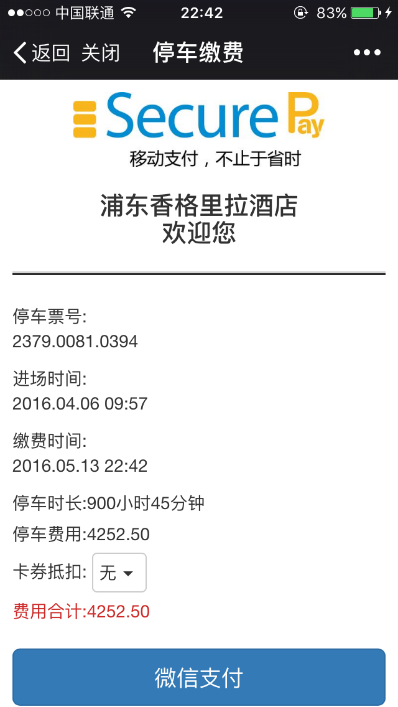 中国联通 22:42 83%
返回 关闭 停车缴费
SecurePay
移动支付，不止于省时
浦东香格里拉酒店
欢迎您
停车票号:
2379.0081.0394
进场时间:
2016.04.06 09:57
缴费时间:
2016.05.13 22:42
停车时长:900小时45分钟
停车费用:4252.50
卡券抵扣: 无
费用合计:4252.50
微信支付